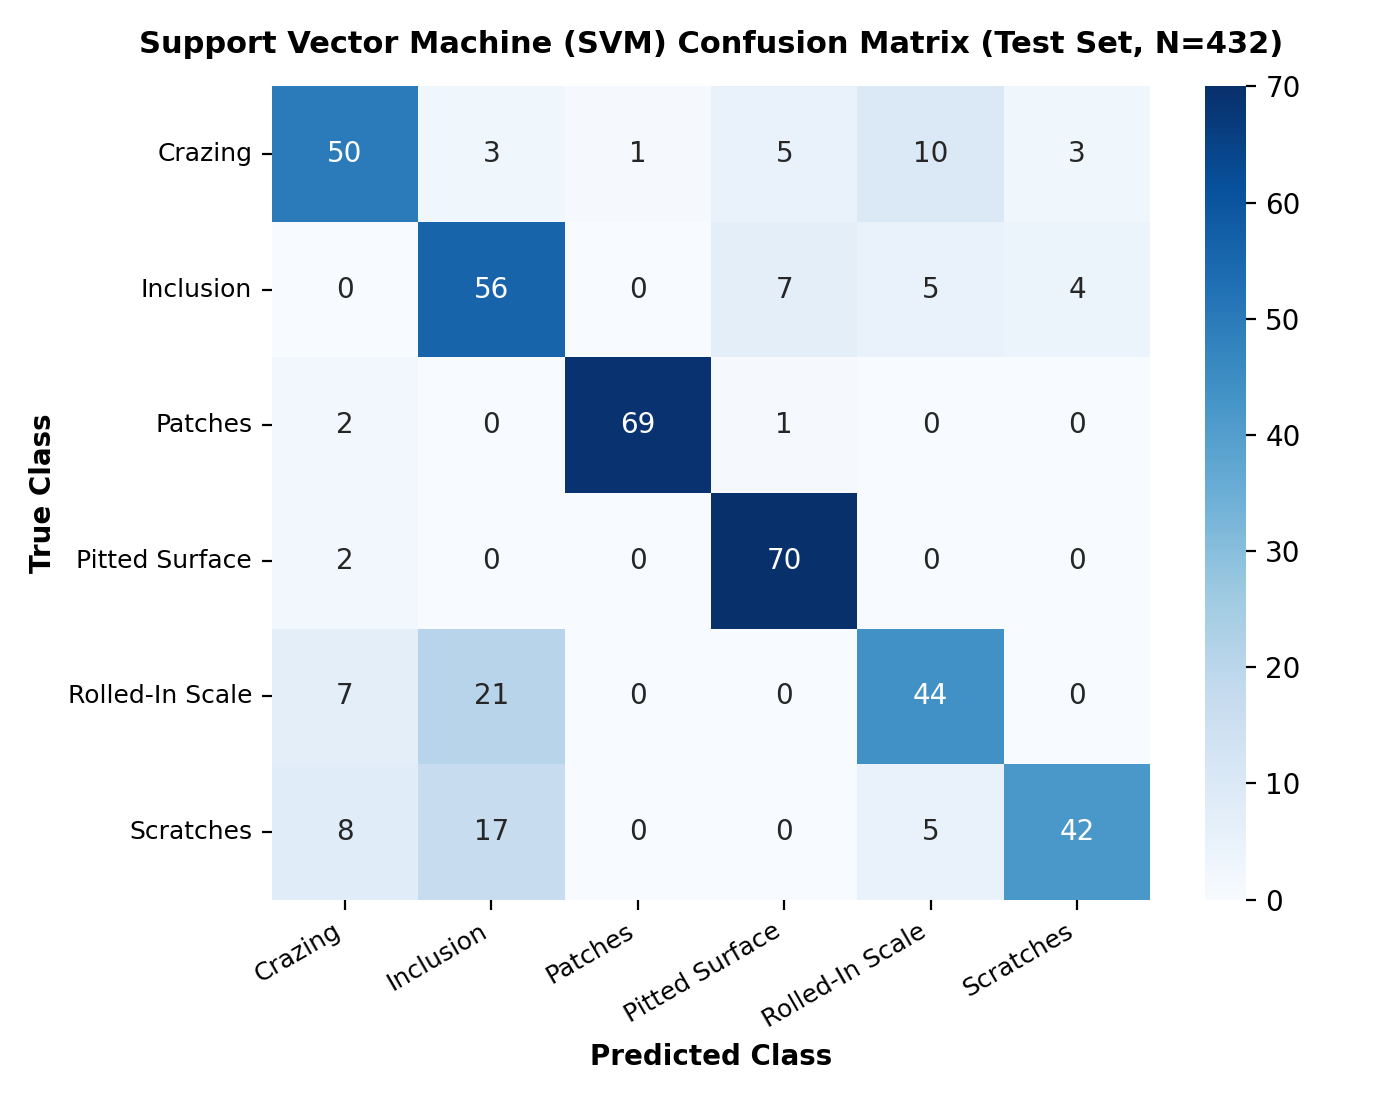 Support Vector Machine (SVM) Confusion Matrix (Test Set, N=432)
True Class
Crazing 50 3 1 5 10 3
Inclusion 0 56 0 7 5 4
Patches 2 0 69 1 0 0
Pitted Surface 2 0 0 70 0 0
Rolled-In Scale 7 21 0 0 44 0
Scratches 8 17 0 0 5 42
Crazing Inclusion Patches Pitted Surface Rolled-In Scale Scratches
Predicted Class
70
60
50
40
30
20
10
0